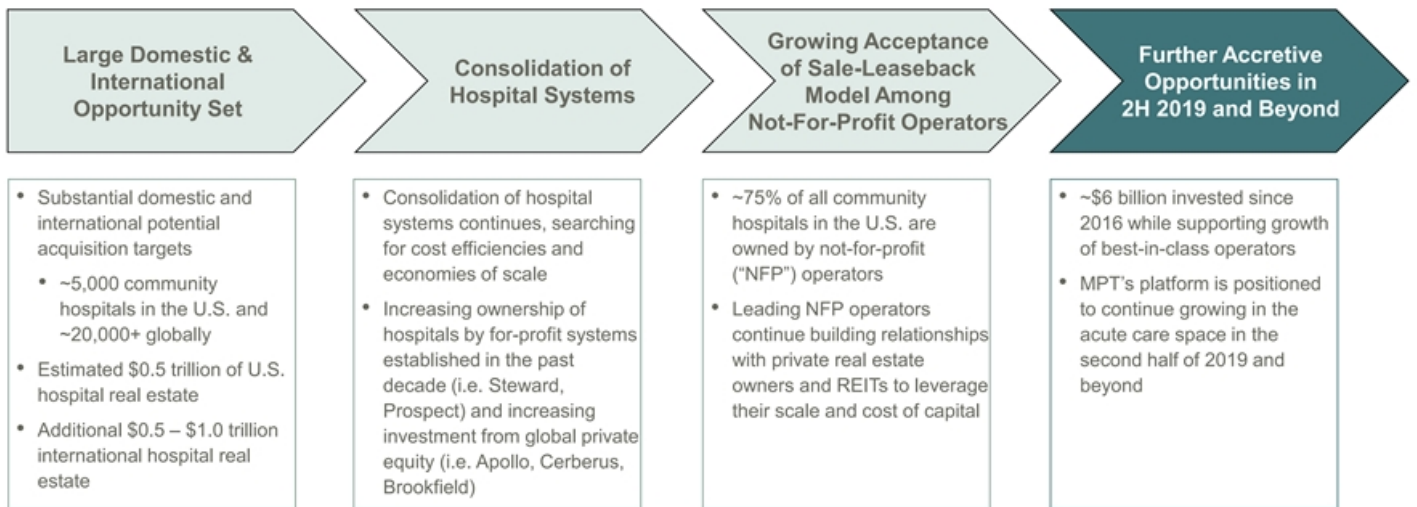 Large Domestic &
International
Opportunity Set
• Substantial domestic and
international potential
acquisition targets
• ~5,000 community
hospitals in the U.S. and
~20,000+ globally
• Estimated $0.5 trillion of U.S.
hospital real estate
• Additional $0.5 – $1.0 trillion
international hospital real
estate
Consolidation of
Hospital Systems
• Consolidation of hospital
systems continues, searching
for cost efficiencies and
economies of scale
• Increasing ownership of
hospitals by for-profit systems
established in the past
decade (i.e. Steward,
Prospect) and increasing
investment from global private
equity (i.e. Apollo, Cerberus,
Brookfield)
Growing Acceptance
of Sale-Leaseback
Model Among
Not-For-Profit Operators
• ~75% of all community
hospitals in the U.S. are
owned by not-for-profit
(“NFP”) operators
• Leading NFP operators
continue building relationships
with private real estate
owners and REITs to leverage
their scale and cost of capital
Further Accretive
Opportunities in
2H 2019 and Beyond
• ~$6 billion invested since
2016 while supporting growth
of best-in-class operators
• MPT’s platform is positioned
to continue growing in the
acute care space in the
second half of 2019 and
beyond